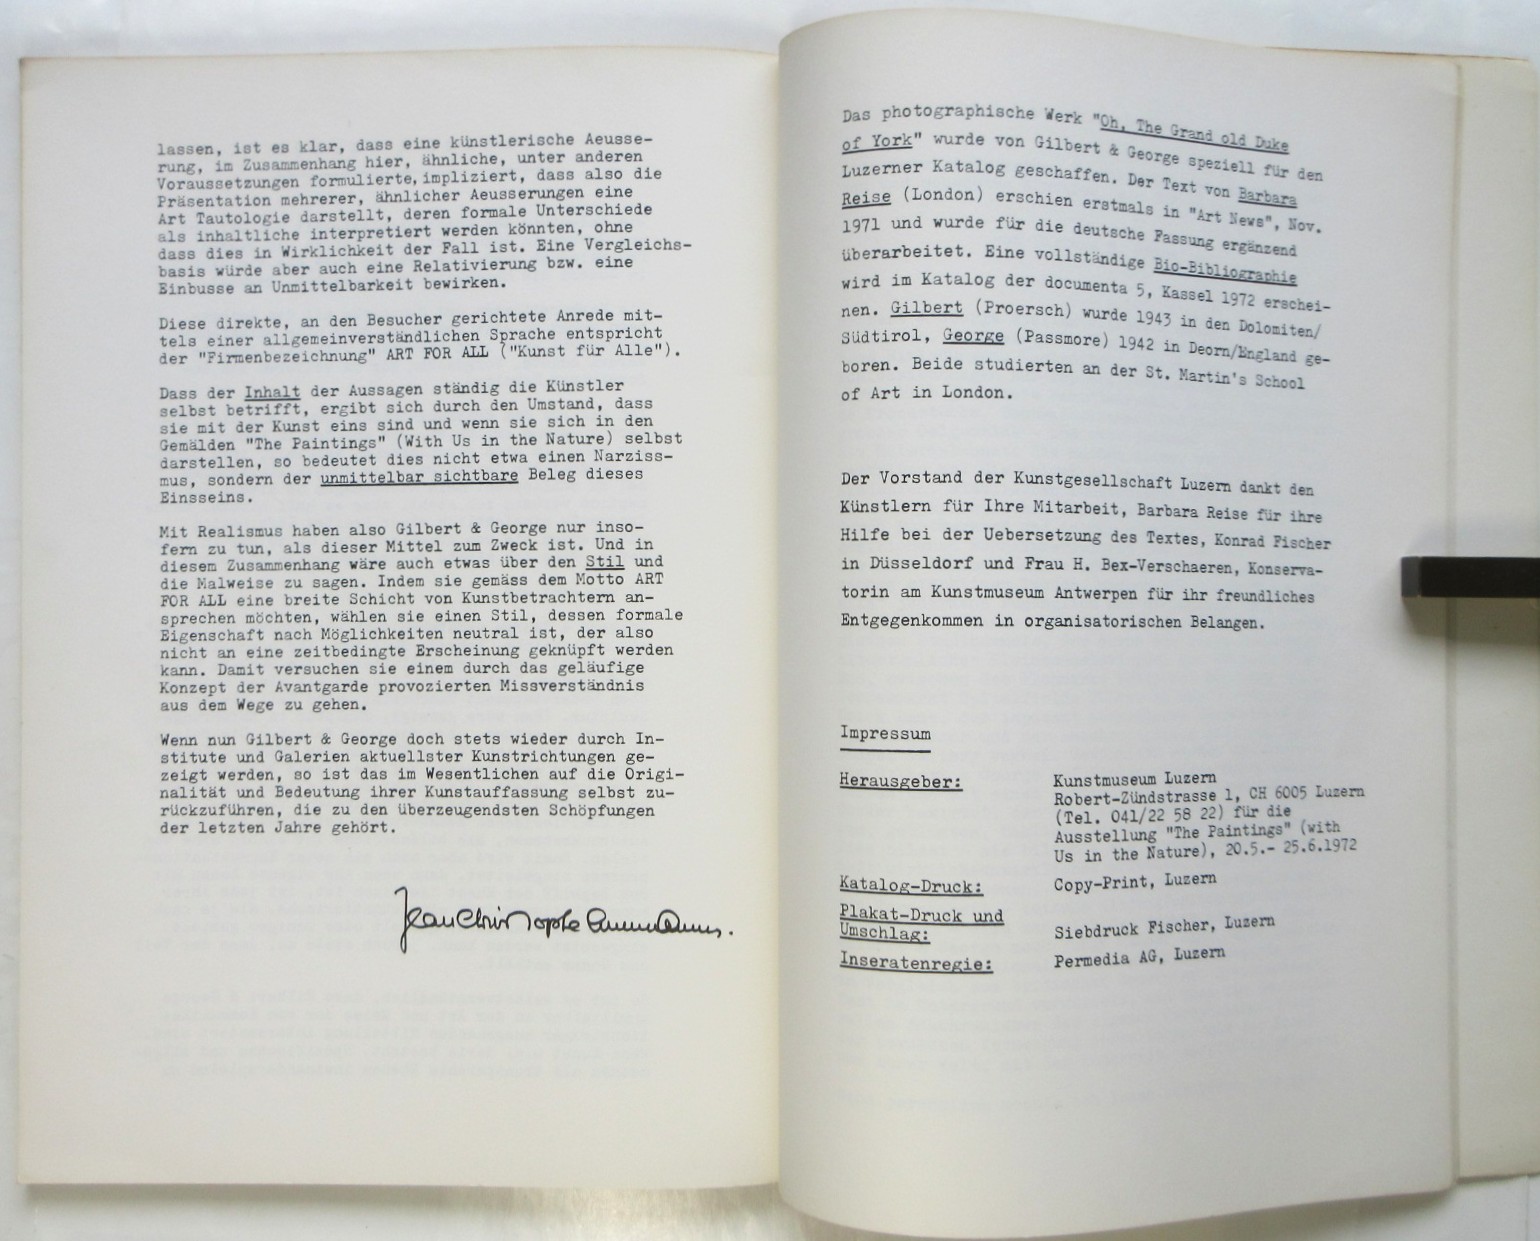 lassen, ist es klar, dass eine künstlerische Aeusse-
rung, im Zusammenhang hier, ähnliche, unter anderen
Voraussetzungen formulierte, impliziert, dass also die
Präsentation mehrerer, ähnlicher Aeusserungen eine
Art Tautologie darstellt, deren formale Unterschiede
als inhaltliche interpretiert werden könnten, ohne
dass dies in Wirklichkeit der Fall ist. Eine Vergleichs-
basis würde aber auch eine Relativierung bzw. eine
Einbusse an Unmittelbarkeit bewirken.
Diese direkte, an den Besucher gerichtete Anrede mit-
tels einer allgemeinverständlichen Sprache entspricht
der "Firmenbezeichnung" ART FOR ALL ("Kunst für Alle").
Dass der Inhalt der Aussagen ständig die Künstler
selbst betrifft, ergibt sich durch den Umstand, dass
sie mit der Kunst eins sind und wenn sie sich in den
Gemälden "The Paintings" (With Us in the Nature) selbst
darstellen, so bedeutet dies nicht etwa einen Narziss-
mus, sondern der unmittelbar sichtbare Beleg dieses
Einsseins.
Mit Realismus haben also Gilbert & George nur inso-
fern zu tun, als dieser Mittel zum Zweck ist. Und in
diesem Zusammenhang wäre auch etwas über den Stil und
die Malweise zu sagen. Indem sie gemäss dem Motto ART
FOR ALL eine breite Schicht von Kunstbetrachtern an-
sprechen möchten, wählen sie einen Stil, dessen formale
Eigenschaft nach Möglichkeiten neutral ist, der also
nicht an eine zeitbedingte Erscheinung geknüpft werden
kann. Damit versuchen sie einem durch das geläufige
Konzept der Avantgarde provozierten Missverständnis
aus dem Wege zu gehen.
Wenn nun Gilbert & George doch stets wieder durch In-
stitute und Galerien aktuellster Kunstrichtungen ge-
zeigt werden, so ist das im Wesentlichen auf die Origi-
nalität und Bedeutung ihrer Kunstauffassung selbst zu-
rückzuführen, die zu den überzeugendsten Schöpfungen
der letzten Jahre gehört.
Jean Christophe Ammann.
Das photographische Werk "Oh, The Grand old Duke
of York" wurde von Gilbert & George speziell für den
Luzerner Katalog geschaffen. Der Text von Barbara
Reise (London) erschien erstmals in "Art News", Nov.
1971 und wurde für die deutsche Fassung ergänzend
überarbeitet. Eine vollständige Bio-Bibliographie
wird im Katalog der documenta 5, Kassel 1972 erschei-
nen. Gilbert (Proersch) wurde 1943 in den Dolomiten/
Südtirol, George (Passmore) 1942 in Deorn/England ge-
boren. Beide studierten an der St. Martin's School
of Art in London.
Der Vorstand der Kunstgesellschaft Luzern dankt den
Künstlern für Ihre Mitarbeit, Barbara Reise für ihre
Hilfe bei der Uebersetzung des Textes, Konrad Fischer
in Düsseldorf und Frau H. Bex-Verschaeren, Konserva-
torin am Kunstmuseum Antwerpen für ihr freundliches
Entgegenkommen in organisatorischen Belangen.
Impressum
Herausgeber: Kunstmuseum Luzern
Robert-Zündstrasse 1, CH 6005 Luzern
(Tel. 041/22 58 22) für die
Ausstellung "The Paintings" (with
Us in the Nature), 20.5.- 25.6.1972
Katalog-Druck: Copy-Print, Luzern
Plakat-Druck und
Umschlag: Siebdruck Fischer, Luzern
Inseratenregie: Permedia AG, Luzern